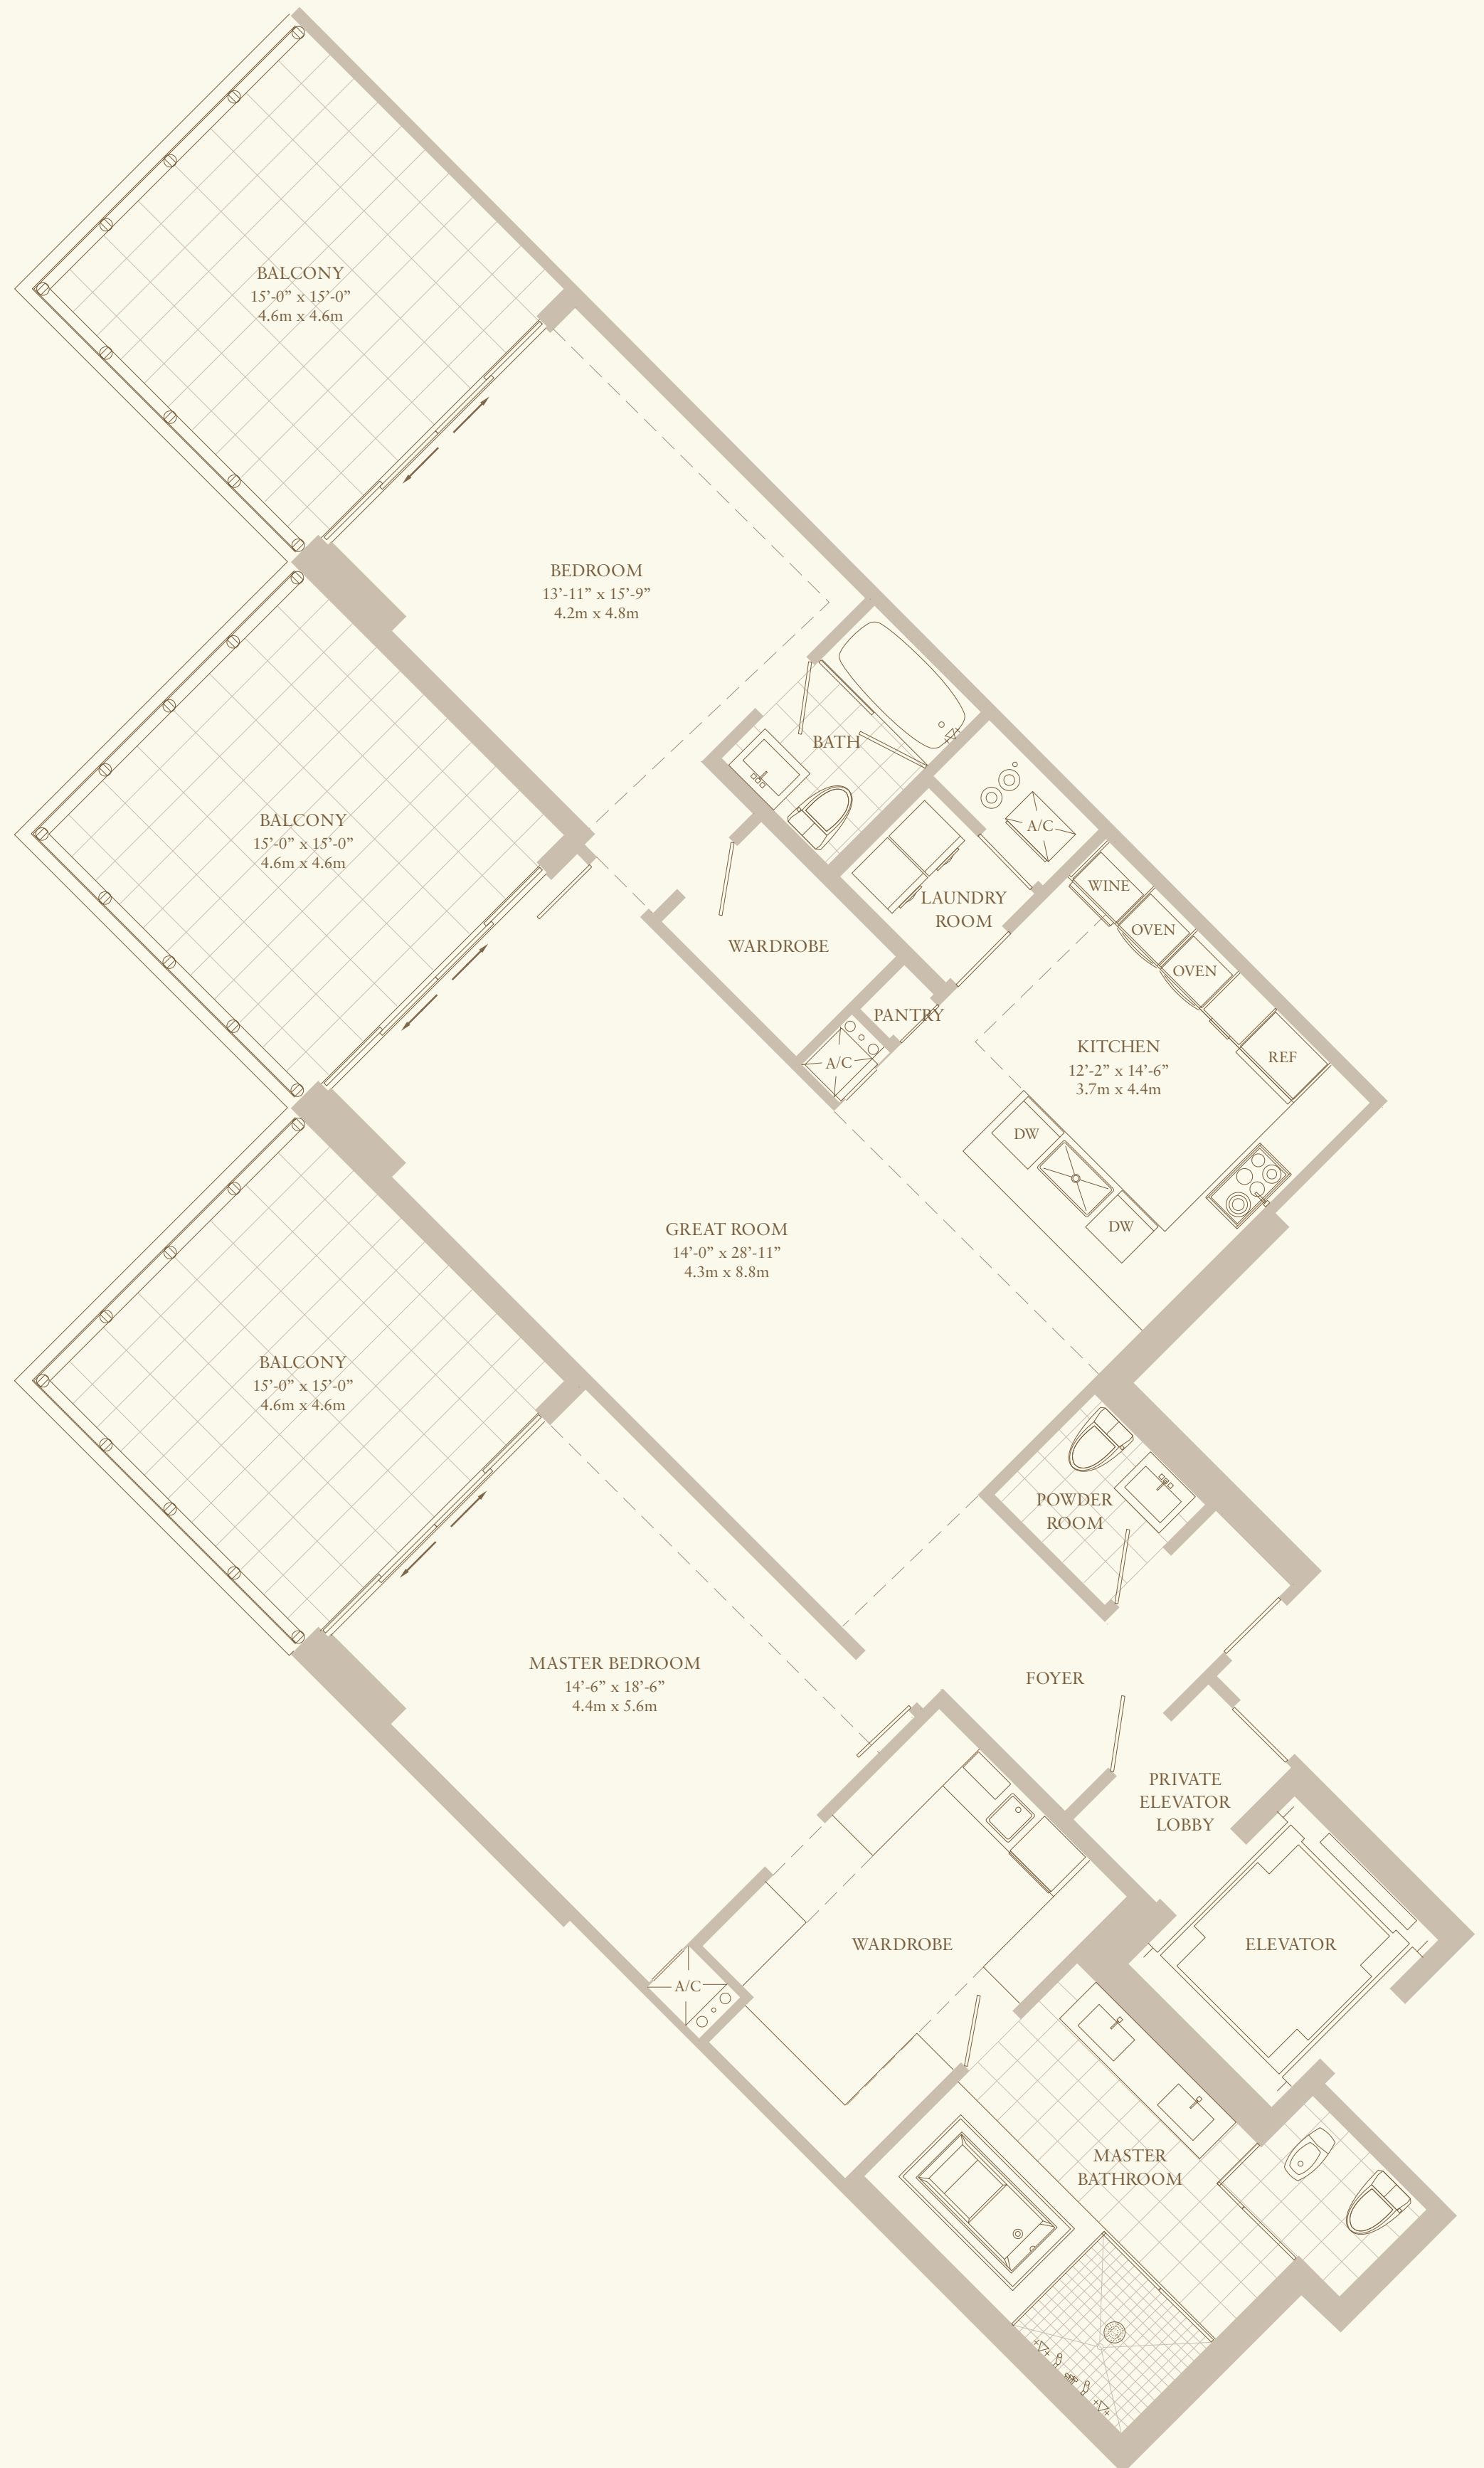 BALCONY
15’-0” x 15’-0”
4.6m x 4.6m
BEDROOM
13’-11” x 15’-9”
4.2m x 4.8m
BATH
A/C
BALCONY
15’-0” x 15’-0”
4.6m x 4.6m
WINE
LAUNDRY
ROOM
OVEN
WARDROBE
OVEN
PANTRY
KITCHEN
12’-2” x 14’-6”
3.7m x 4.4m
REF
A/C
DW
DW
GREAT ROOM
14’-0” x 28’-11”
4.3m x 8.8m
BALCONY
15’-0” x 15’-0”
4.6m x 4.6m
POWDER
ROOM
MASTER BEDROOM
14’-6” x 18’-6”
4.4m x 5.6m
FOYER
PRIVATE
ELEVATOR
LOBBY
WARDROBE
ELEVATOR
A/C
MASTER
BATHROOM